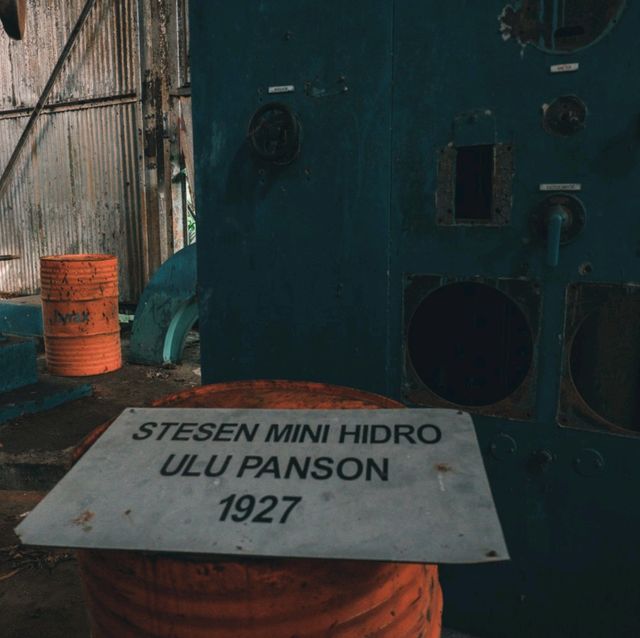 STESEN MINI HIDRO
ULU PANSON
1927